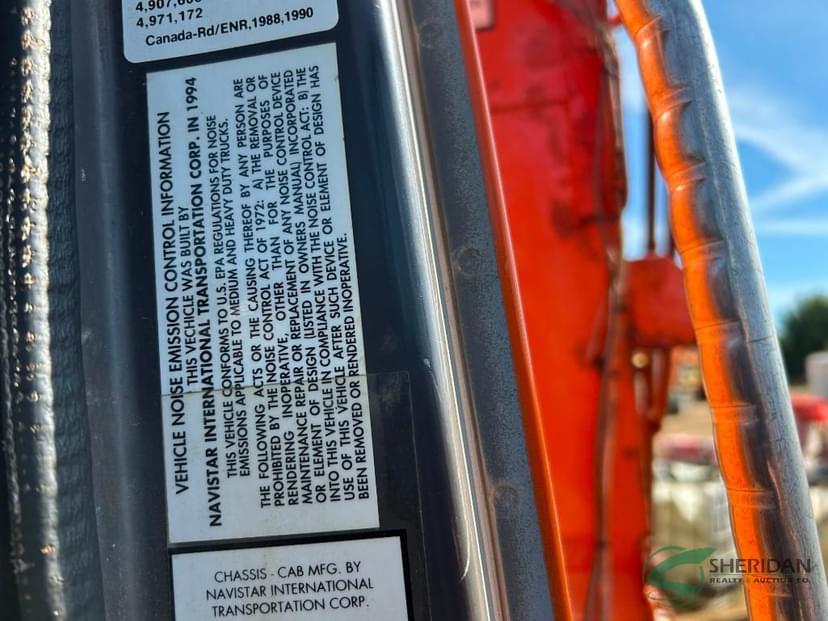 4,971,172
Canada-Rd/ENR,1988,1990
VEHICLE NOISE EMISSION CONTROL INFORMATION
THIS VECHICLE WAS BUILT BY
NAVISTAR INTERNATIONAL TRANSPORTATION CORP. IN 1994
THIS VEHICLE CONFORMS TO U.S. EPA REGULATIONS FOR NOISE
EMISSIONS APPLICABLE TO MEDIUM AND HEAVY DUTY TRUCKS.
THE FOLLOWING ACTS OR THE CAUSING THEREOF BY ANY PERSON ARE
PROHIBITED BY THE NOISE CONTROL ACT OF 1972: A) THE REMOVAL OR
RENDERING INOPERATIVE, OTHER THAN FOR THE PURPOSES OF
MAINTENANCE REPAIR OR REPLACEMENT OF ANY NOISE CONTROL DEVICE
OR ELEMENT OF DESIGN (LISTED IN OWNERS MANUAL) INCORPORATED
INTO THIS VEHICLE IN COMPLIANCE WITH THE NOISE CONTROL ACT; B) THE
USE OF THIS VEHICLE AFTER SUCH DEVICE OR ELEMENT OF DESIGN HAS
BEEN REMOVED OR RENDERED INOPERATIVE.
CHASSIS - CAB MFG. BY
NAVISTAR INTERNATIONAL
TRANSPORTATION CORP.
SHERIDAN
REALTY & AUCTION CO.